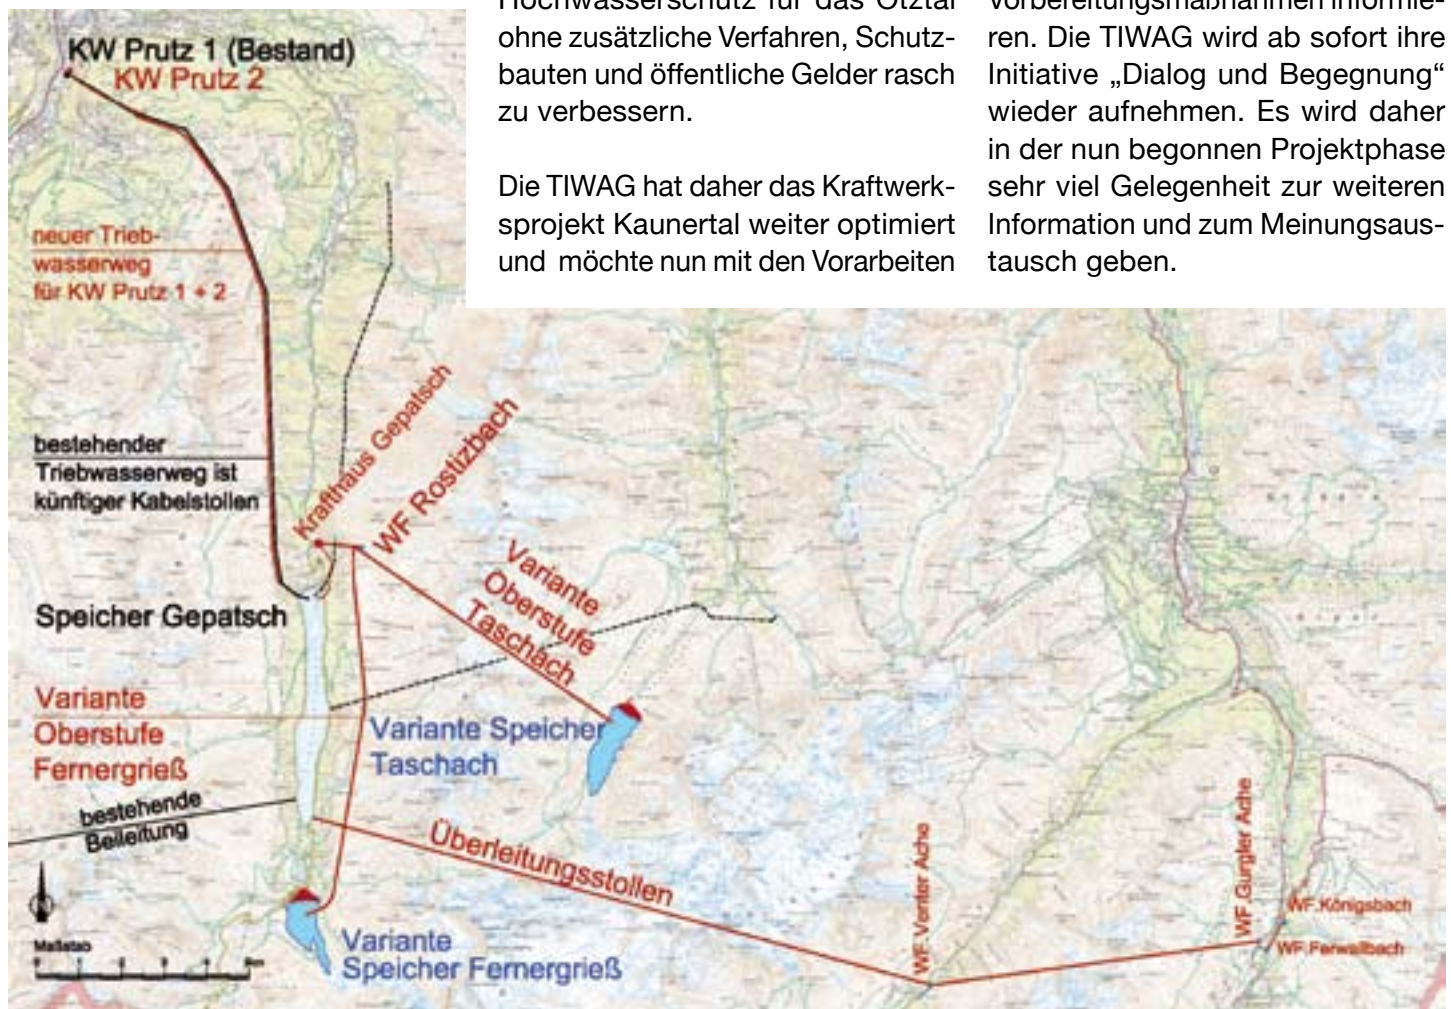 Hochwasserschutz für das Ötztal
ohne zusätzliche Verfahren, Schutz-
bauten und öffentliche Gelder rasch
zu verbessern.
Die TIWAG hat daher das Kraftwerk-
sprojekt Kaunertal weiter optimiert
und möchte nun mit den Vorarbeiten
Vorbereitungsmaßnahmen informie-
ren. Die TIWAG wird ab sofort ihre
Initiative „Dialog und Begegnung“
wieder aufnehmen. Es wird daher
in der nun begonnen Projektphase
sehr viel Gelegenheit zur weiteren
Information und zum Meinungsaus-
tausch geben.
KW Prutz 1 (Bestand)
KW Prutz 2
neuer Trieb-
wasserweg
für KW Prutz 1 + 2
bestehender
Triebwasserweg ist
künftiger Kabelstollen
Krafthaus Gepatsch
WF Rostizbach
Variante
Oberstufe
Taschach
Speicher Gepatsch
Variante
Oberstufe
Fernergrieß
Variante Speicher
Taschach
bestehende
Beileitung
Überleitungsstollen
WF.Venter Ache
WF.Gurgler Ache
WF.Königsbach
WF.Ferwallbach
Variante
Speicher Fernergrieß
Maßstab